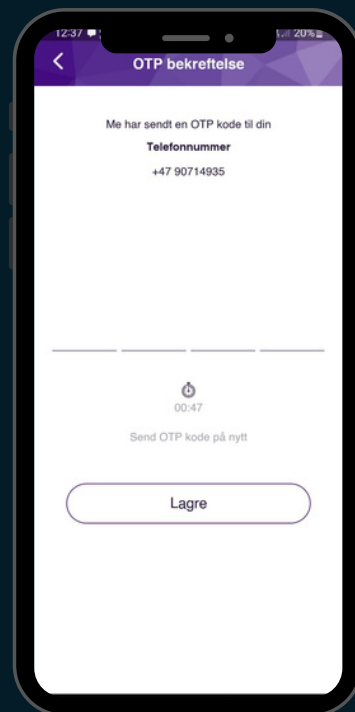 12:37
20%
OTP bekreftelse
Me har sendt en OTP kode til din
Telefonnummer
+47 90714935
00:47
Send OTP kode på nytt
Lagre